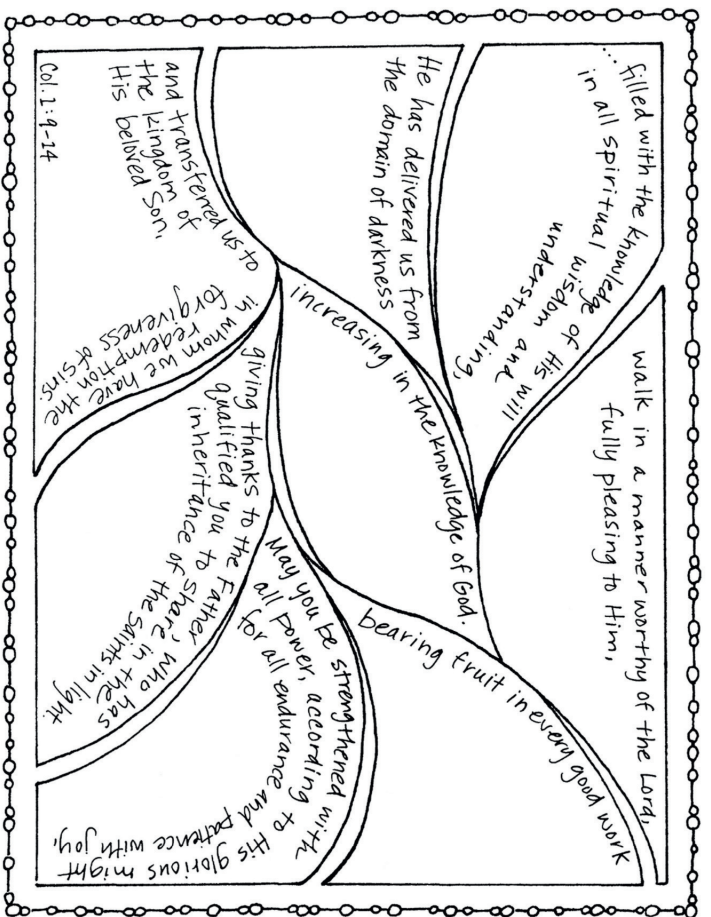 ...filled with the knowledge of His will
in all spiritual wisdom and
understanding,
walk in a manner worthy of the Lord,
fully pleasing to Him,
bearing fruit in every good work
increasing in the knowledge of God.
May you be strengthened with
all power, according to His glorious might
for all endurance and patience with joy,
giving thanks to the Father, who has
qualified you to share in the
inheritance of the saints in light.
He has delivered us from
the domain of darkness
and transferred us to
the kingdom of
His beloved Son,
in whom we have
redemption the
forgiveness of sins.
Col. 1:9-14